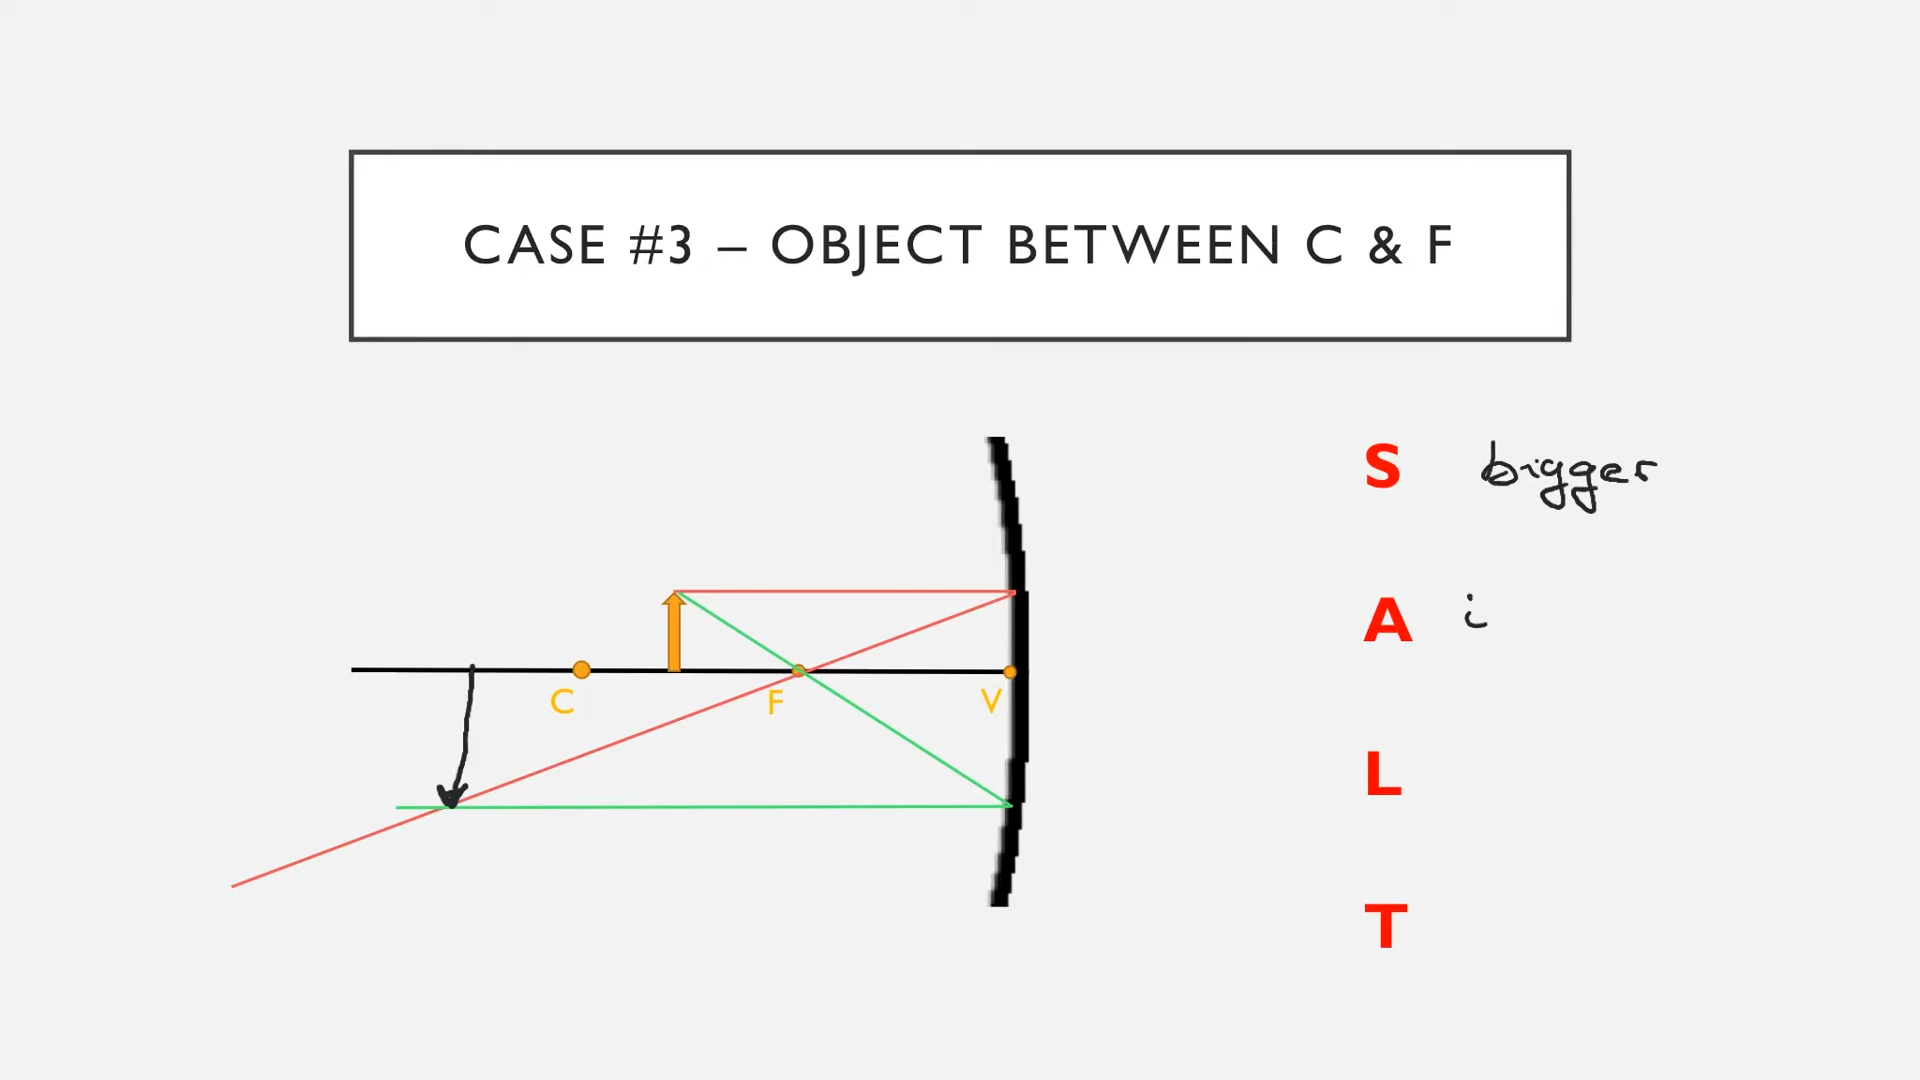 CASE #3 – OBJECT BETWEEN C & F
S bigger
A i
C F V
L
T